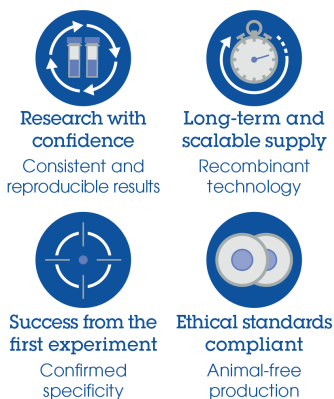 Research with
confidence
Consistent and
reproducible results
Long-term and
scalable supply
Recombinant
technology
Success from the
first experiment
Confirmed
specificity
Ethical standards
compliant
Animal-free
production